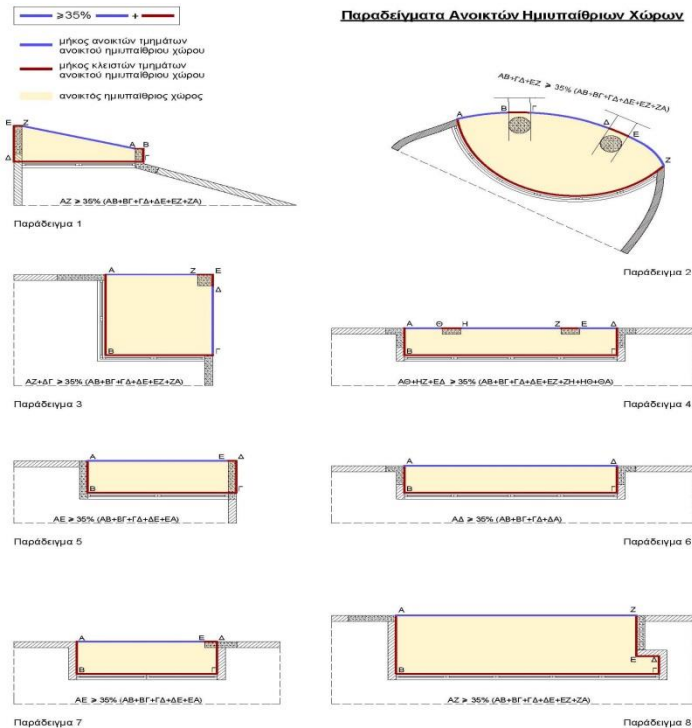 Παραδείγματα Ανοικτών Ημιυπαίθριων Χώρων
≥35% +
μήκος ανοικτών τμημάτων
ανοικτού ημιυπαίθριου χώρου
μήκος κλειστών τμημάτων
ανοικτού ημιυπαίθριου χώρου
ανοικτός ημιυπαίθριος χώρος
Ε Ζ
Α Β
Δ Γ
ΑΖ ≥ 35% (ΑΒ+ΒΓ+ΓΔ+ΔΕ+ΕΖ+ΖΑ)
Παράδειγμα 1
ΑΒ+ΓΔ+ΕΖ ≥ 35% (ΑΒ+ΒΓ+ΓΔ+ΔΕ+ΕΖ+ΖΑ)
Α Β Γ Δ Ε Ζ
Παράδειγμα 2
Α Ζ Ε
Δ
Β Γ
ΑΖ+ΔΓ ≥ 35% (ΑΒ+ΒΓ+ΓΔ+ΔΕ+ΕΖ+ΖΑ)
Παράδειγμα 3
Α Θ Η Ζ Ε Δ
Β Γ
ΑΘ+ΗΖ+ΕΔ ≥ 35% (ΑΒ+ΒΓ+ΓΔ+ΔΕ+ΕΖ+ΖΗ+ΗΘ+ΘΑ)
Παράδειγμα 4
Α Ε Δ
Β Γ
ΑΕ ≥ 35% (ΑΒ+ΒΓ+ΓΔ+ΔΕ+ΕΑ)
Παράδειγμα 5
Α Δ
Β Γ
ΑΔ ≥ 35% (ΑΒ+ΒΓ+ΓΔ+ΔΑ)
Παράδειγμα 6
Α Ε Δ
Β Γ
ΑΕ ≥ 35% (ΑΒ+ΒΓ+ΓΔ+ΔΕ+ΕΑ)
Παράδειγμα 7
Α Ζ
Ε Δ
Β Γ
ΑΖ ≥ 35% (ΑΒ+ΒΓ+ΓΔ+ΔΕ+ΕΖ+ΖΑ)
Παράδειγμα 8